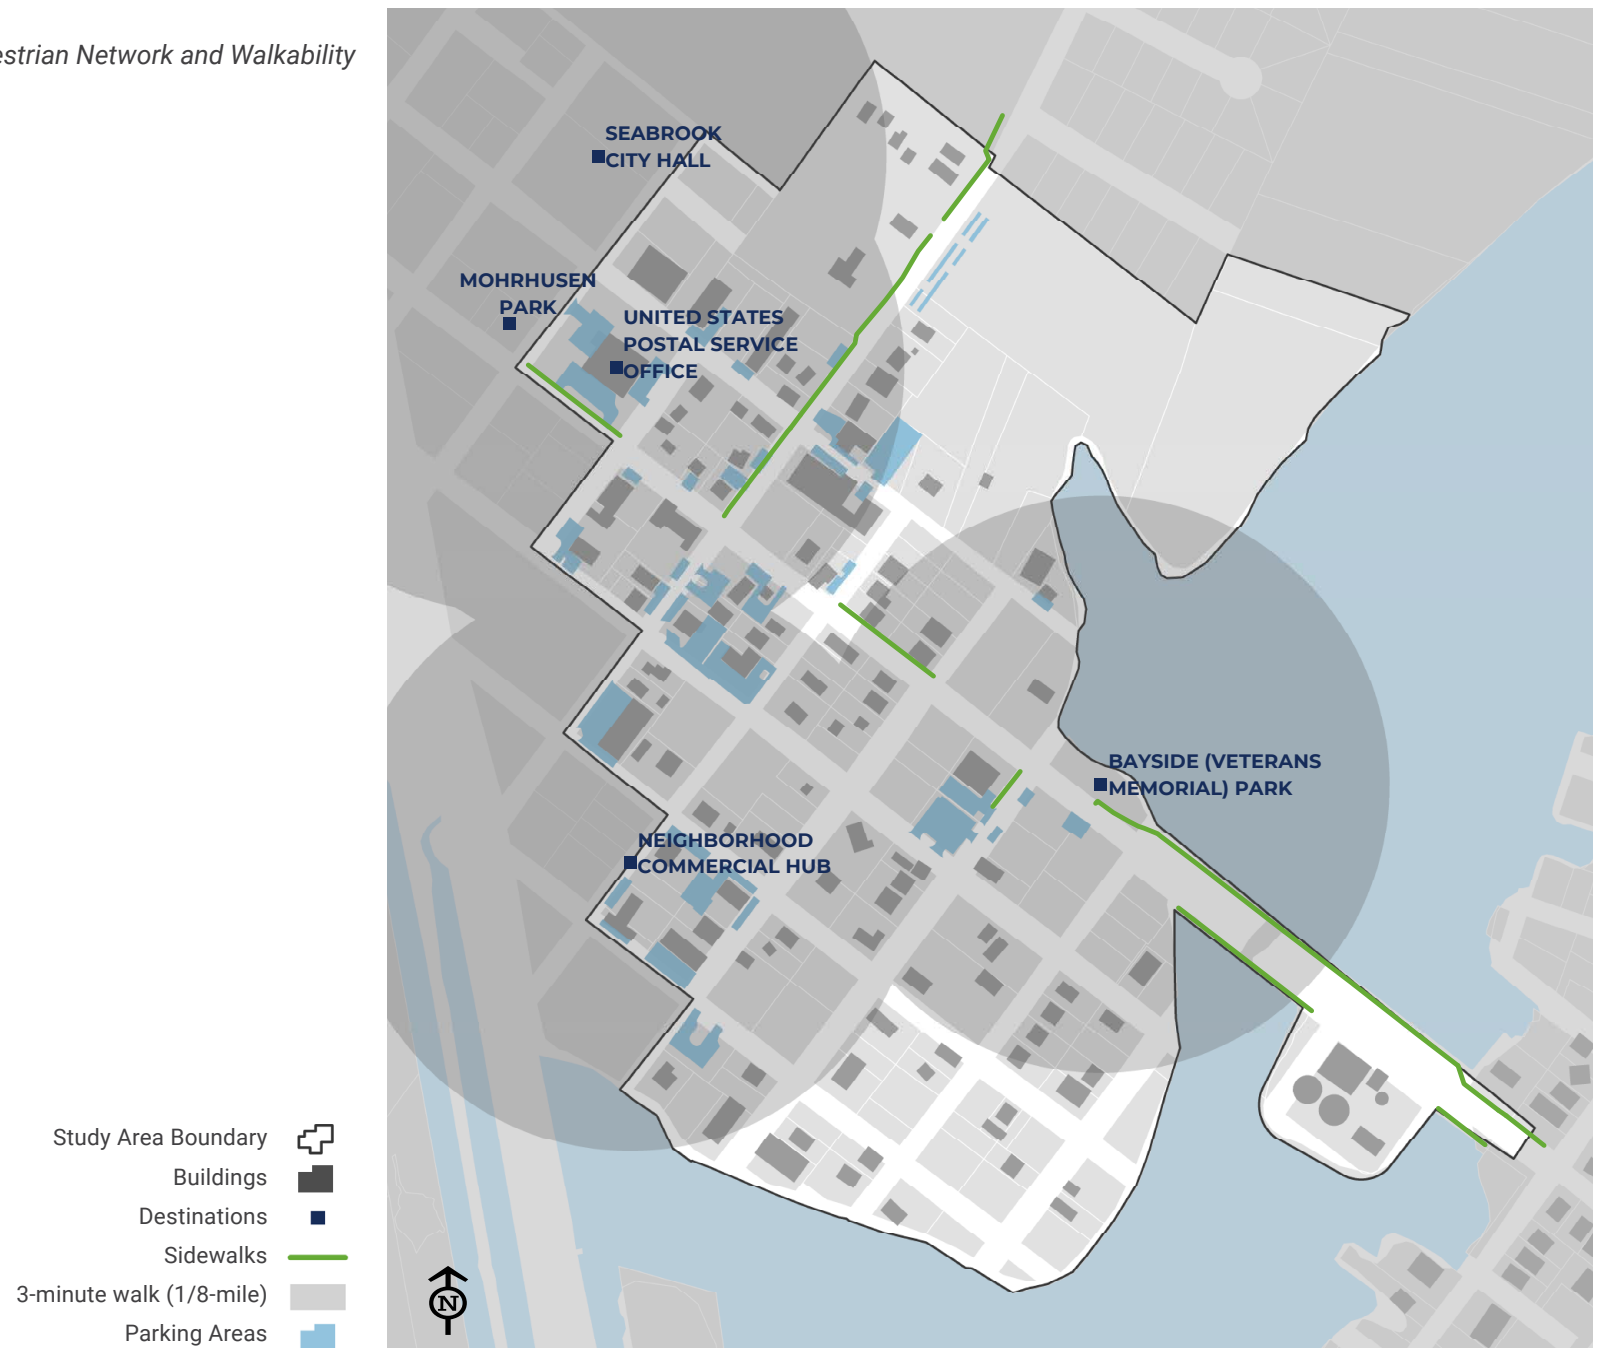 Pedestrian Network and Walkability
SEABROOK
CITY HALL
MOHRHUSEN
PARK
UNITED STATES
POSTAL SERVICE
OFFICE
BAYSIDE (VETERANS
MEMORIAL) PARK
NEIGHBORHOOD
COMMERCIAL HUB
Study Area Boundary
Buildings
Destinations
Sidewalks
3-minute walk (1/8-mile)
Parking Areas
N